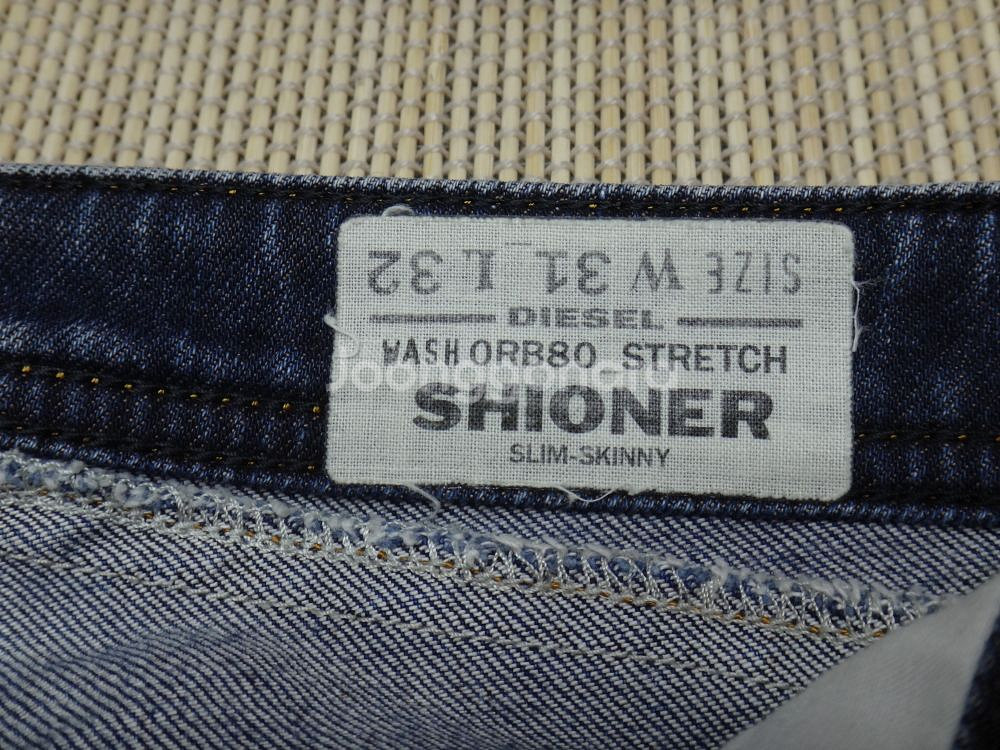 SIZE W 31 L 32
DIESEL
WASH 0RB80 STRETCH
SHIONER
SLIM-SKINNY